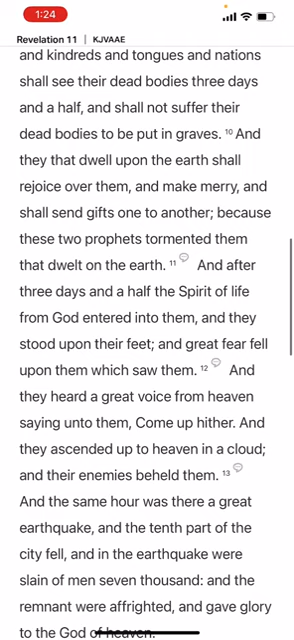 1:24
Revelation 11 | KJVAAE
and kindreds and tongues and nations
shall see their dead bodies three days
and a half, and shall not suffer their
dead bodies to be put in graves. 10 And
they that dwell upon the earth shall
rejoice over them, and make merry, and
shall send gifts one to another; because
these two prophets tormented them
that dwelt on the earth. 11 And after
three days and a half the Spirit of life
from God entered into them, and they
stood upon their feet; and great fear fell
upon them which saw them. 12 And
they heard a great voice from heaven
saying unto them, Come up hither. And
they ascended up to heaven in a cloud;
and their enemies beheld them. 13
And the same hour was there a great
earthquake, and the tenth part of the
city fell, and in the earthquake were
slain of men seven thousand: and the
remnant were affrighted, and gave glory
to the God of heaven.